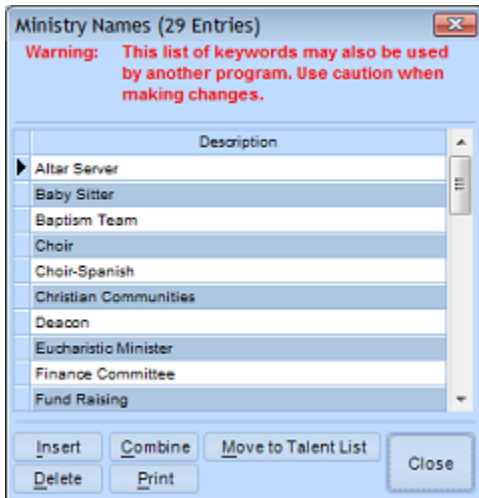 Ministry Names (29 Entries)
Warning: This list of keywords may also be used
by another program. Use caution when
making changes.
Description
Altar Server
Baby Sitter
Baptism Team
Choir
Choir-Spanish
Christian Communities
Deacon
Eucharistic Minister
Finance Committee
Fund Raising
Insert Combine Move to Talent List
Close
Delete Print